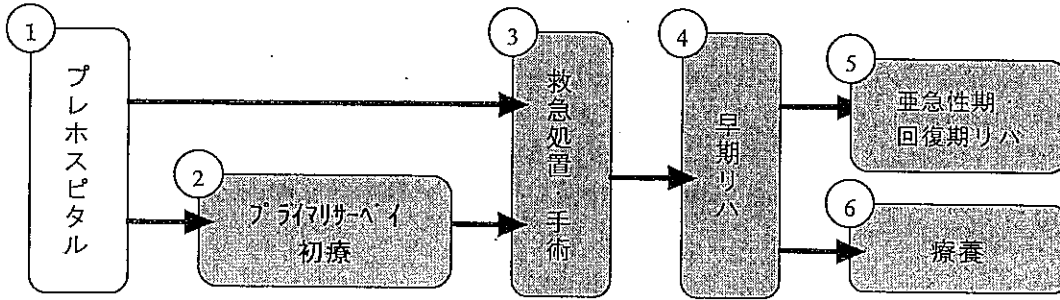 1
プレホスピタル
2
プライマリサーベイ
初療
3
救急処置・手術
4
早期リハ
5
亜急性期
回復期リハ
6
療養